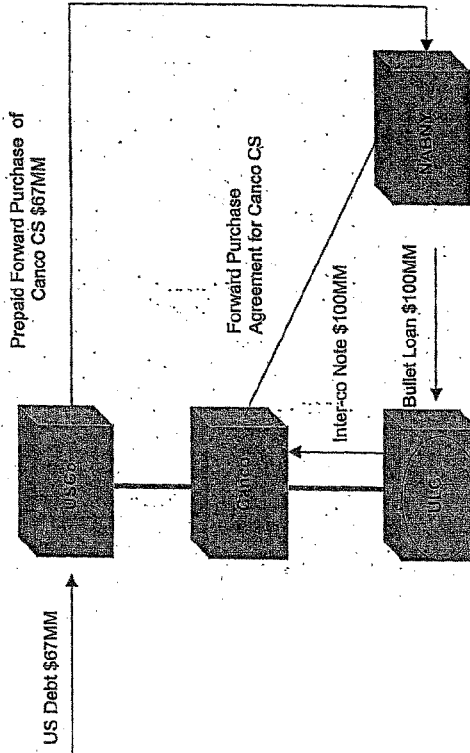 Prepaid Forward Purchase of
Canco CS $67MM
US Debt $67MM
USCo
Forward Purchase
Agreement for Canco CS
Canco
Inter-co Note $100MM
NABNY
Bullet Loan $100MM
ULC